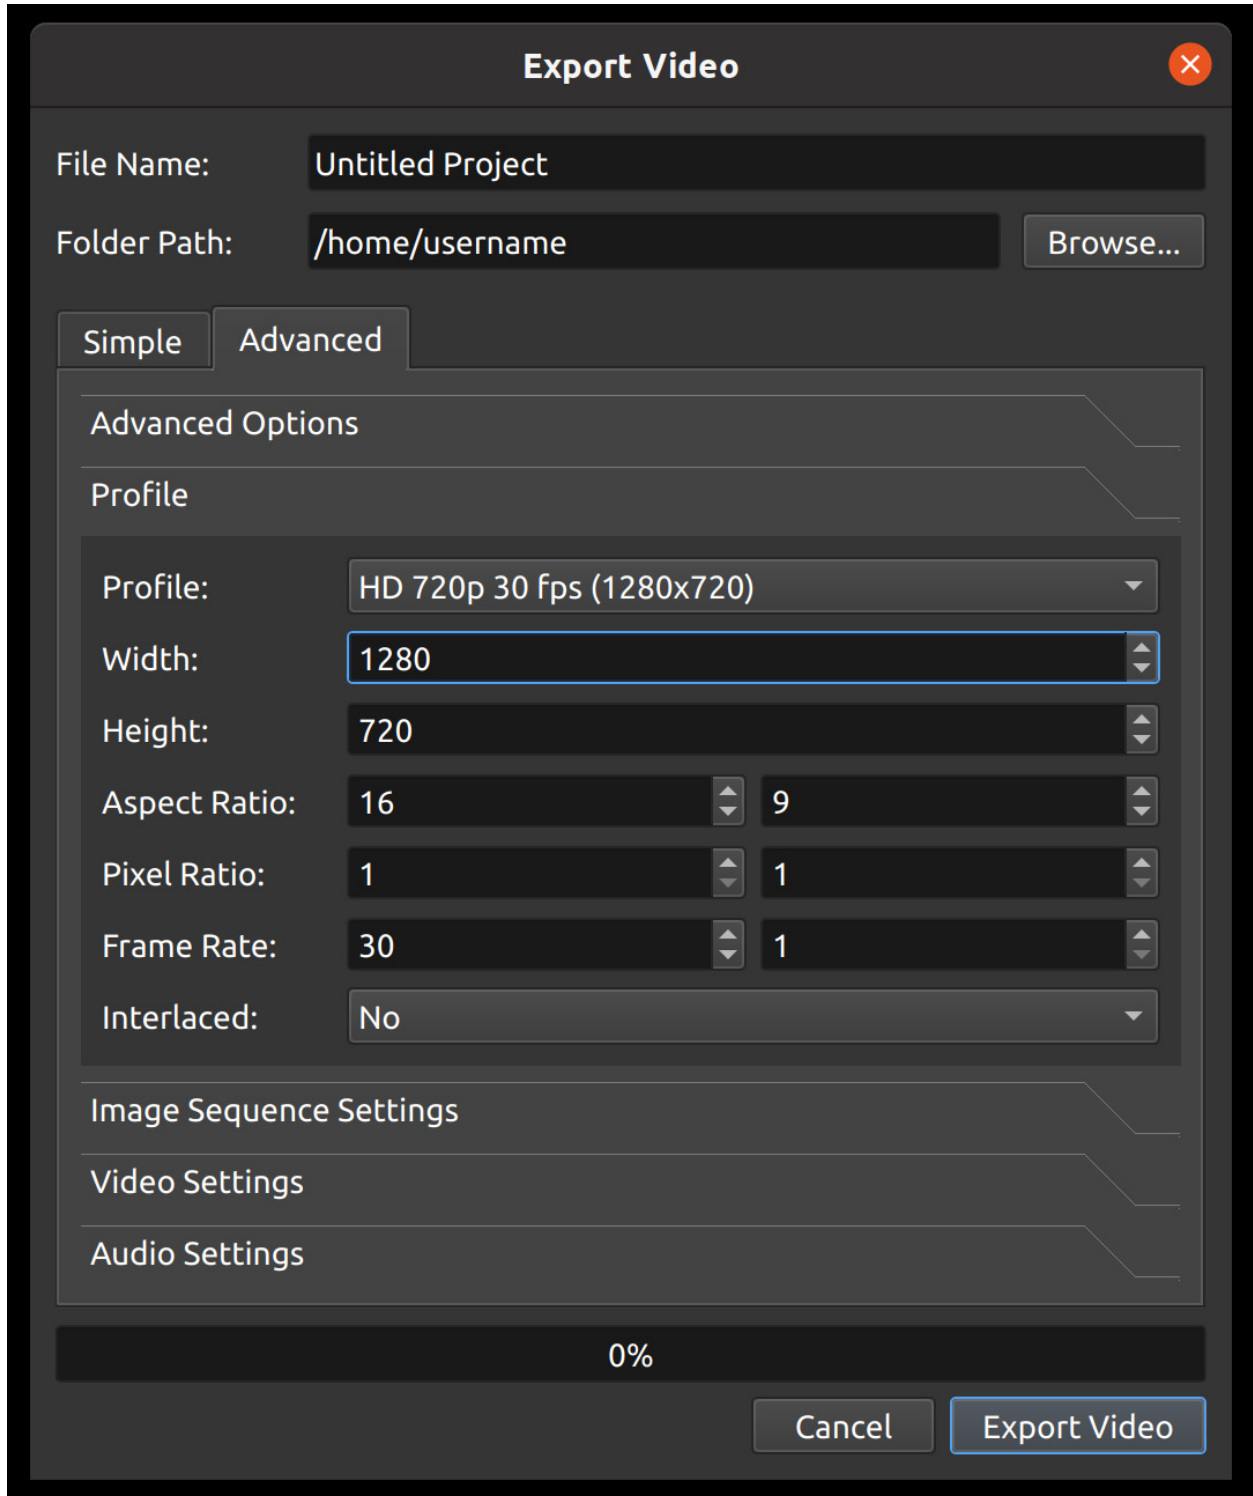 Export Video
File Name: Untitled Project
Folder Path: /home/username Browse...
Simple Advanced
Advanced Options
Profile
Profile: HD 720p 30 fps (1280x720)
Width: 1280
Height: 720
Aspect Ratio: 16 9
Pixel Ratio: 1 1
Frame Rate: 30 1
Interlaced: No
Image Sequence Settings
Video Settings
Audio Settings
0%
Cancel Export Video